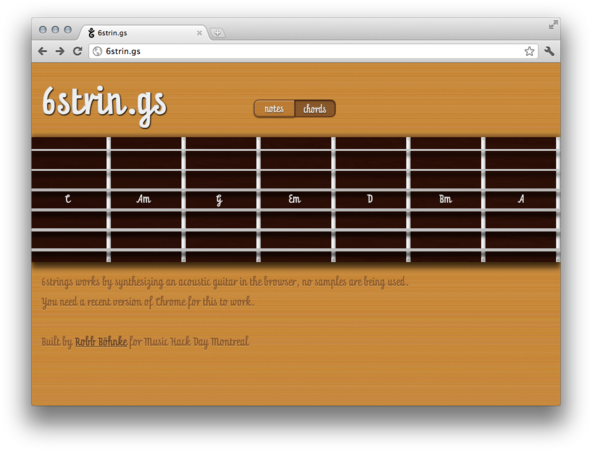 6strin.gs
6strin.gs
6strin.gs
notes chords
C Am G Em D Bm A
6strings works by synthesizing an acoustic guitar in the browser, no samples are being used.
You need a recent version of Chrome for this to work.
Built by Robb Böhnke for Music Hack Day Montreal